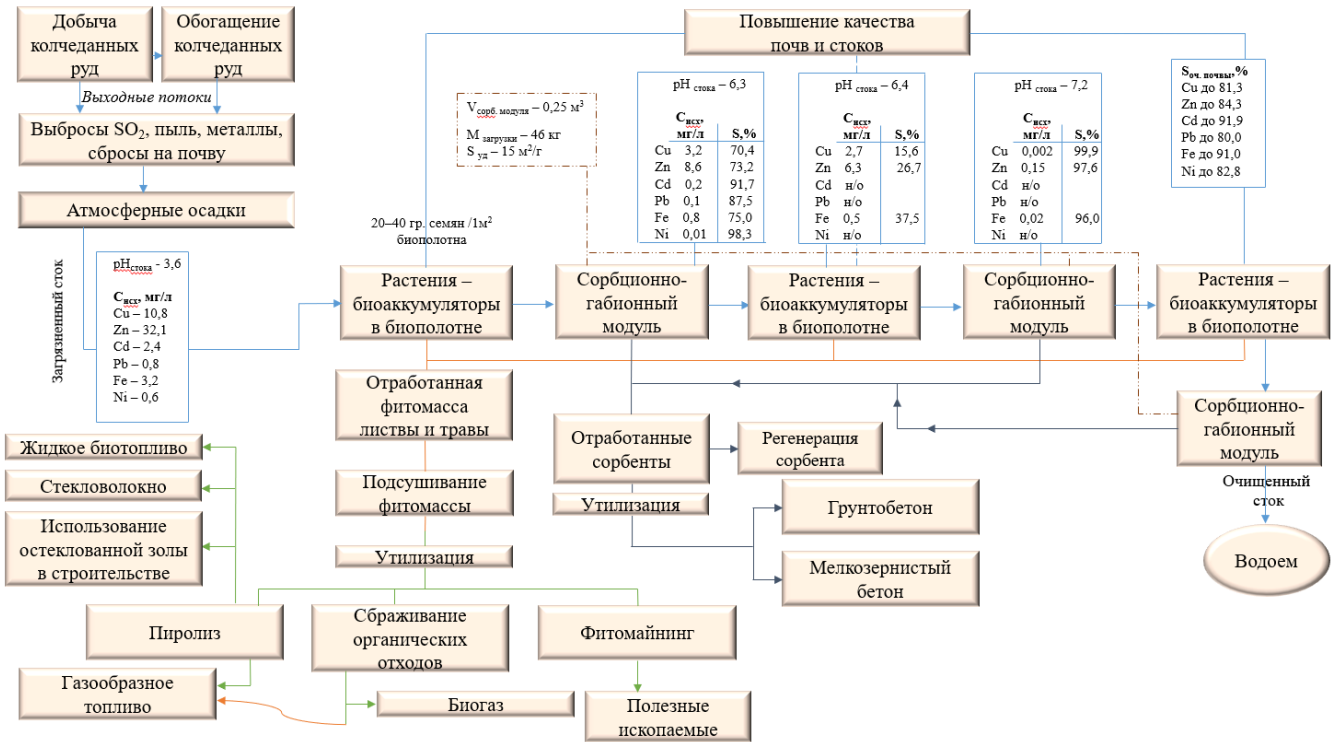 Добыча
колчеданных
руд
Обогащение
колчеданных
руд
Выходные потоки
Выбросы SO₂, пыль, металлы,
сбросы на почву
Атмосферные осадки
Загрязненный сток
pHстока - 3,6
Сисх, мг/л
Cu – 10,8
Zn – 32,1
Cd – 2,4
Pb – 0,8
Fe – 3,2
Ni – 0,6
Повышение качества
почв и стоков
Vсорб. модуля – 0,25 м³
М загрузки – 46 кг
S уд – 15 м²/г
pH стока – 6,3
Сисх,
мг/л S,%
Cu 3,2 70,4
Zn 8,6 73,2
Cd 0,2 91,7
Pb 0,1 87,5
Fe 0,8 75,0
Ni 0,01 98,3
pH стока – 6,4
Сисх,
мг/л S,%
Cu 2,7 15,6
Zn 6,3 26,7
Cd н/о
Pb н/о
Fe 0,5 37,5
Ni н/о
pH стока – 7,2
Сисх,
мг/л S,%
Cu 0,002 99,9
Zn 0,15 97,6
Cd н/о
Pb н/о
Fe 0,02 96,0
Ni н/о
Sоч. почвы,%
Cu до 81,3
Zn до 84,3
Cd до 91,9
Pb до 80,0
Fe до 91,0
Ni до 82,8
20–40 гр. семян /1м²
биополотна
Растения –
биоаккумуляторы
в биополотне
Сорбционно-
габионный
модуль
Растения –
биоаккумуляторы
в биополотне
Сорбционно-
габионный
модуль
Растения –
биоаккумуляторы
в биополотне
Сорбционно-
габионный
модуль
Очищенный
сток
Водоем
Отработанная
фитомасса
листвы и травы
Подсушивание
фитомассы
Утилизация
Отработанные
сорбенты
Регенерация
сорбента
Утилизация
Грунтобетон
Мелкозернистый
бетон
Жидкое биотопливо
Стекловолокно
Использование
остеклованной золы
в строительстве
Пиролиз
Сбраживание
органических
отходов
Фитомайнинг
Газообразное
топливо
Биогаз
Полезные
ископаемые